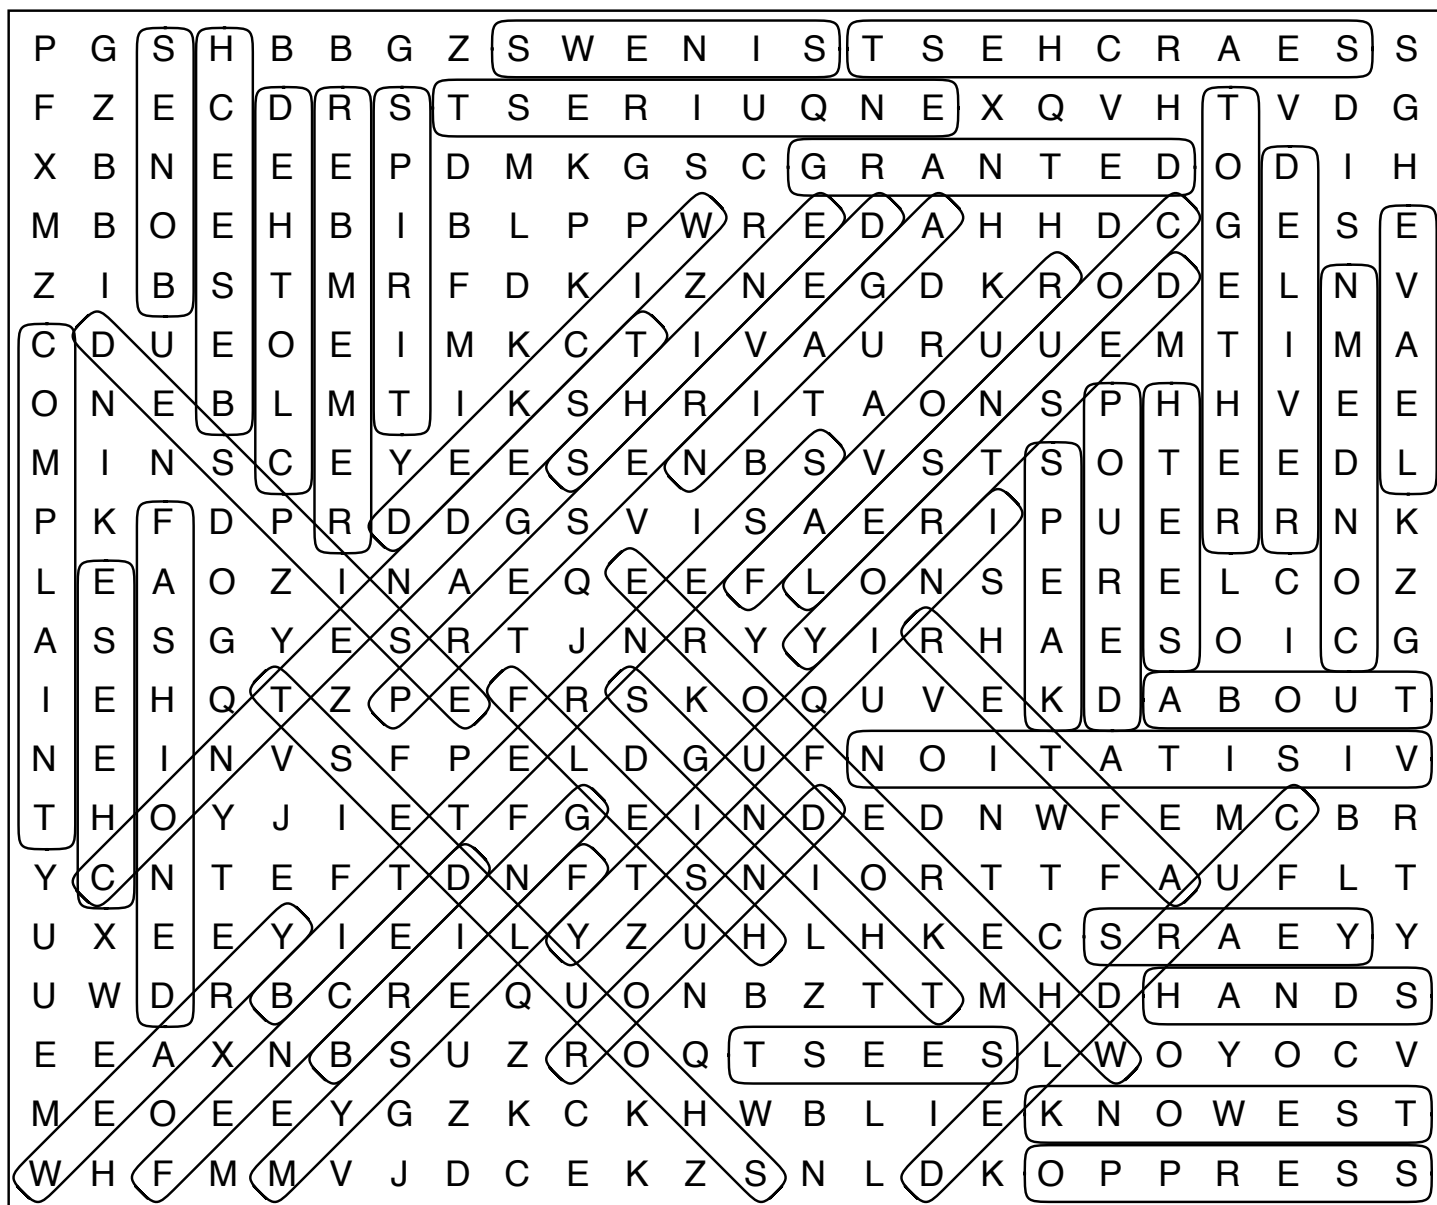 P G S H B B G Z S W E N I S T S E H C R A E S S
F Z E C D R S T S E R I U Q N E X Q V H T V D G
X B N E E E P D M K G S C G R A N T E D O D I H
M B O E H B I B L P P W R E D A H H D C G E S E
Z I B S T M R F D K I Z N E G D K R O D E L N V
C D U E O E I M K C T I V A U R U U E M T I M A
O N E B L M T I K S H R I T A O N S P H H V E E
M I N S C E Y E E S E N B S V S T S O T E E D L
P K F D P R D D G S V I S A E R I P U E R R N K
L E A O Z I N A E Q E E F L O N S E R E L C O Z
A S S G Y E S R T J N R Y Y I R H A E S O I C G
I E H Q T Z P E F R S K O Q U V E K D A B O U T
N E I N V S F P E L D G U F N O I T A T I S I V
T H O Y J I E T F G E I N D E D N W F E M C B R
Y C N T E F T D N F T S N I O R T T F A U F L T
U X E E Y I E I L Y Z U H L H K E C S R A E Y Y
U W D R B C R E Q U O N B Z T T M H D H A N D S
E E A X N B S U Z R O Q T S E E S L W O Y O C V
M E O E E Y G Z K C K H W B L I E K N O W E S T
W H F M M V J D C E K Z S N L D K O P P R E S S